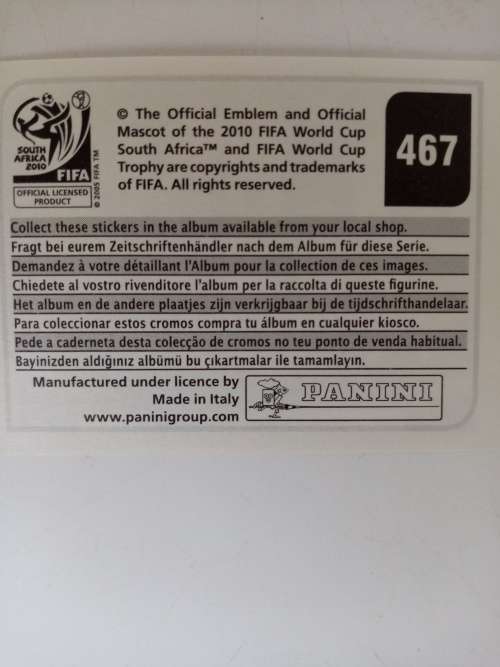 SOUTH
AFRICA
2010
FIFA
OFFICIAL LICENSED
PRODUCT
© 2005 FIFA TM
© The Official Emblem and Official
Mascot of the 2010 FIFA World Cup
South Africa™ and FIFA World Cup
Trophy are copyrights and trademarks
of FIFA. All rights reserved.
467
Collect these stickers in the album available from your local shop.
Fragt bei eurem Zeitschriftenhändler nach dem Album für diese Serie.
Demandez à votre détaillant l'Album pour la collection de ces images.
Chiedete al vostro rivenditore l'album per la raccolta di queste figurine.
Het album en de andere plaatjes zijn verkrijgbaar bij de tijdschrifthandelaar.
Para coleccionar estos cromos compra tu álbum en cualquier kiosco.
Pede a caderneta desta colecção de cromos no teu ponto de venda habitual.
Bayinizden aldığınız albümü bu çıkartmalar ile tamamlayın.
Manufactured under licence by
Made in Italy
www.paninigroup.com
PANINI